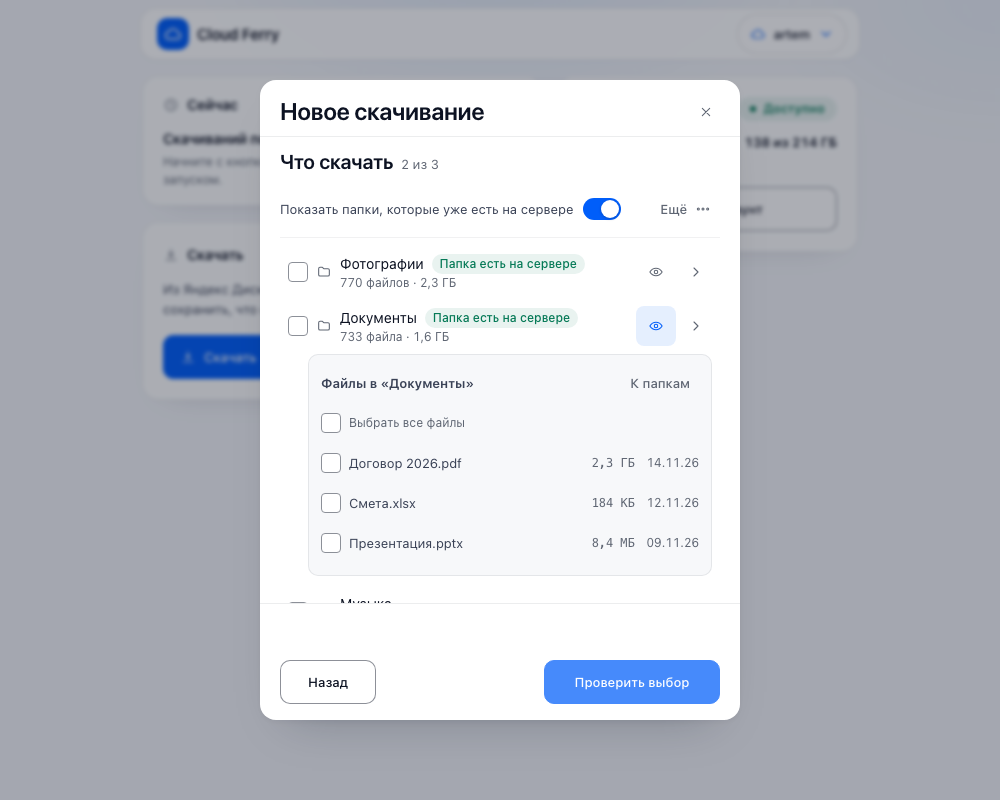 Cloud Ferry
artem
Сейчас
Доступно
138 из 214 ГБ
Скачать
Новое скачивание
Что скачать 2 из 3
Показать папки, которые уже есть на сервере
Ещё
Фотографии Папка есть на сервере
770 файлов · 2,3 ГБ
Документы Папка есть на сервере
733 файла · 1,6 ГБ
Файлы в «Документы» К папкам
Выбрать все файлы
Договор 2026.pdf 2,3 ГБ 14.11.26
Смета.xlsx 184 КБ 12.11.26
Презентация.pptx 8,4 МБ 09.11.26
Музыка
Назад Проверить выбор